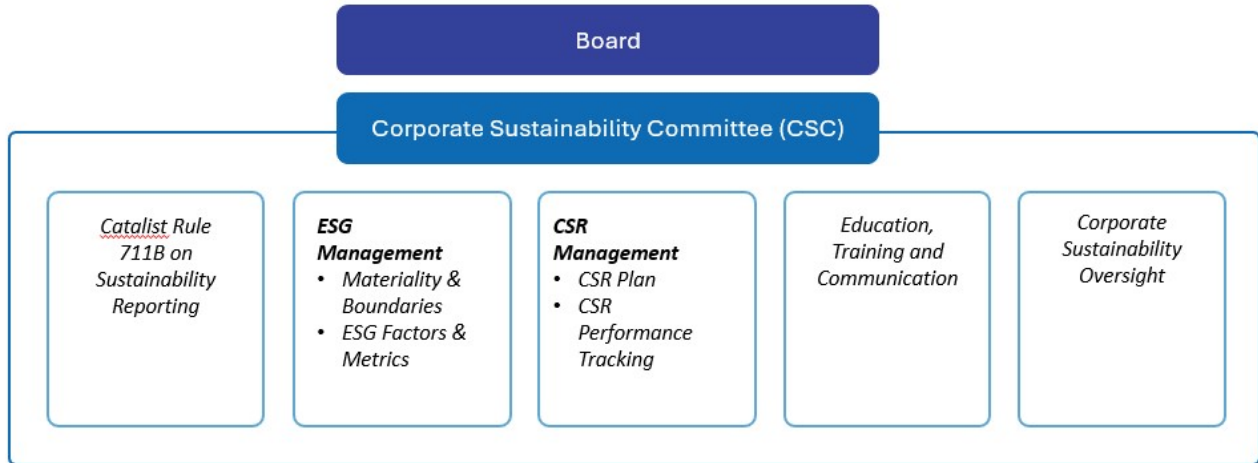 Board
Corporate Sustainability Committee (CSC)
Catalist Rule
711B on
Sustainability
Reporting
ESG
Management
• Materiality &
Boundaries
• ESG Factors &
Metrics
CSR
Management
• CSR Plan
• CSR
Performance
Tracking
Education,
Training and
Communication
Corporate
Sustainability
Oversight